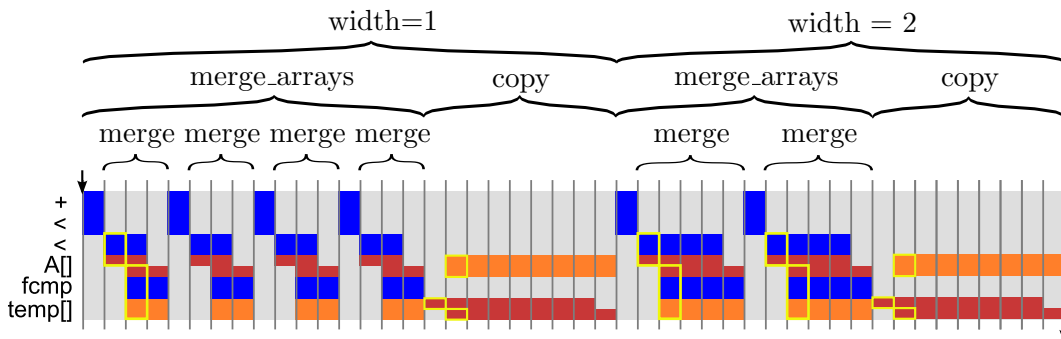 width=1 width = 2
merge_arrays copy merge_arrays copy
merge merge merge merge merge merge
+
<
<
A[]
fcmp
temp[]